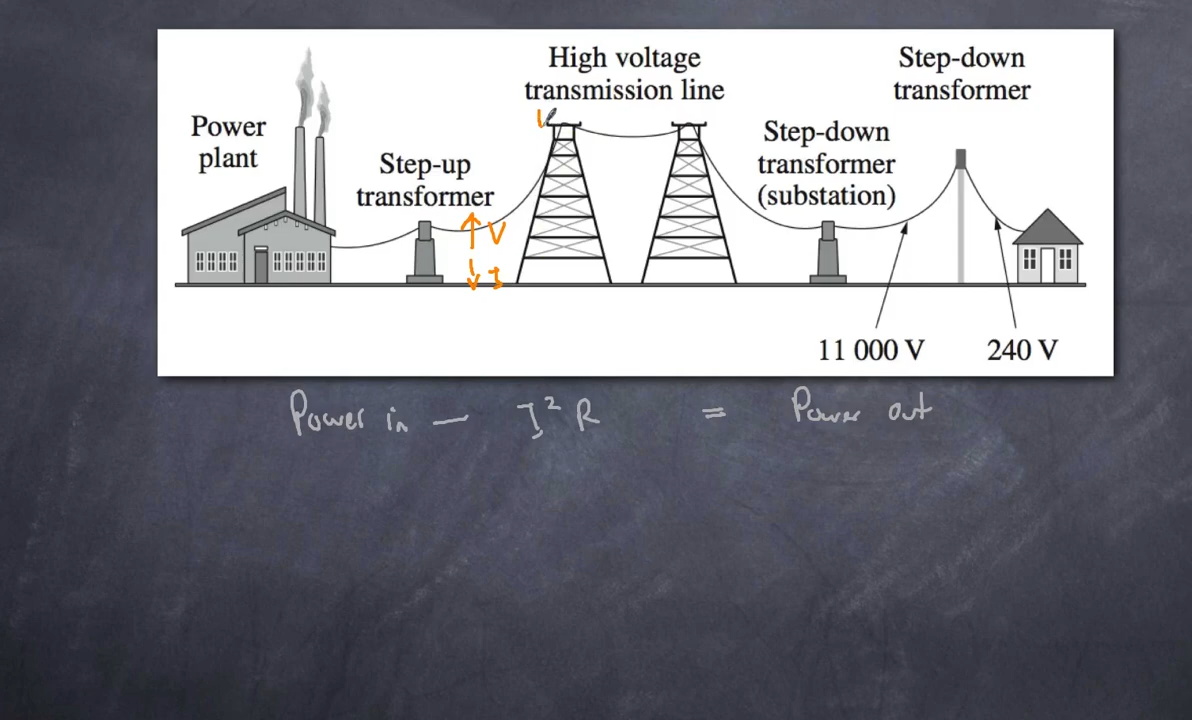 High voltage
transmission line
Step-down
transformer
Power
plant
Step-up
transformer
Step-down
transformer
(substation)
V
I
11 000 V
240 V
Power in — I²R = Power out